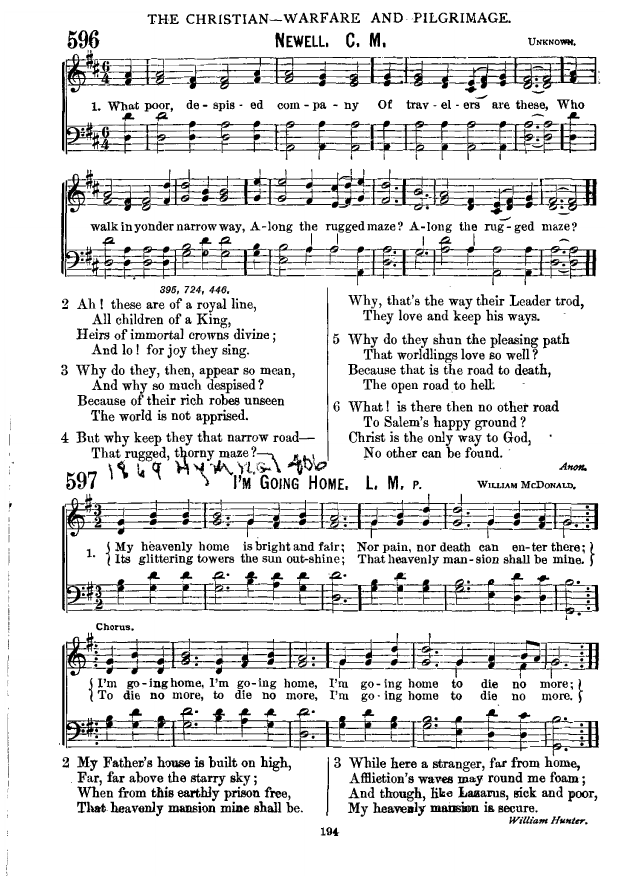 THE CHRISTIAN—WARFARE AND PILGRIMAGE.
596 NEWELL. C. M. UNKNOWN.
1. What poor, de - spis - ed com - pa - ny Of trav - el - ers are these, Who
walk in yonder narrow way, A - long the rugged maze? A - long the rug - ged maze?
395, 724, 446.
2 Ah! these are of a royal line,
All children of a King,
Heirs of immortal crowns divine;
And lo! for joy they sing.
3 Why do they, then, appear so mean,
And why so much despised?
Because of their rich robes unseen
The world is not apprised.
4 But why keep they that narrow road—
That rugged, thorny maze?—
Why, that's the way their Leader trod,
They love and keep his ways.
5 Why do they shun the pleasing path
That worldlings love so well?
Because that is the road to death,
The open road to hell.
6 What! is there then no other road
To Salem's happy ground?
Christ is the only way to God,
No other can be found.
Anon.
1869 Hymnal 406
597 I'M GOING HOME. L. M. P. WILLIAM MCDONALD.
1. My heavenly home is bright and fair; Nor pain, nor death can en - ter there;
Its glittering towers the sun out - shine; That heavenly man - sion shall be mine.
Chorus.
I'm go - ing home, I'm go - ing home, I'm go - ing home to die no more;
To die no more, to die no more, I'm go - ing home to die no more.
2 My Father's house is built on high,
Far, far above the starry sky;
When from this earthly prison free,
That heavenly mansion mine shall be.
3 While here a stranger, far from home,
Affliction's waves may round me foam;
And though, like Lazarus, sick and poor,
My heavenly mansion is secure.
William Hunter.
194